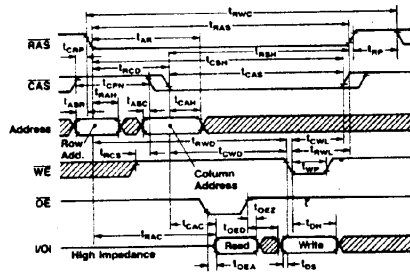 tRWC
tRAS
tAR
RAS
tCRP
tRSH
tRP
tCSH
tRCD
tCPN
tCAS
CAS
tRAH
tASR
tASC
tCAH
Address
Row Add.
tRWD
tCWL
tRWL
tRCS
tCWD
Column Address
tWP
WE
OE
tOEZ
tCAC
tOED
tDH
tRAC
Read
Write
I/OI
High Impedance
tOEA
tDS